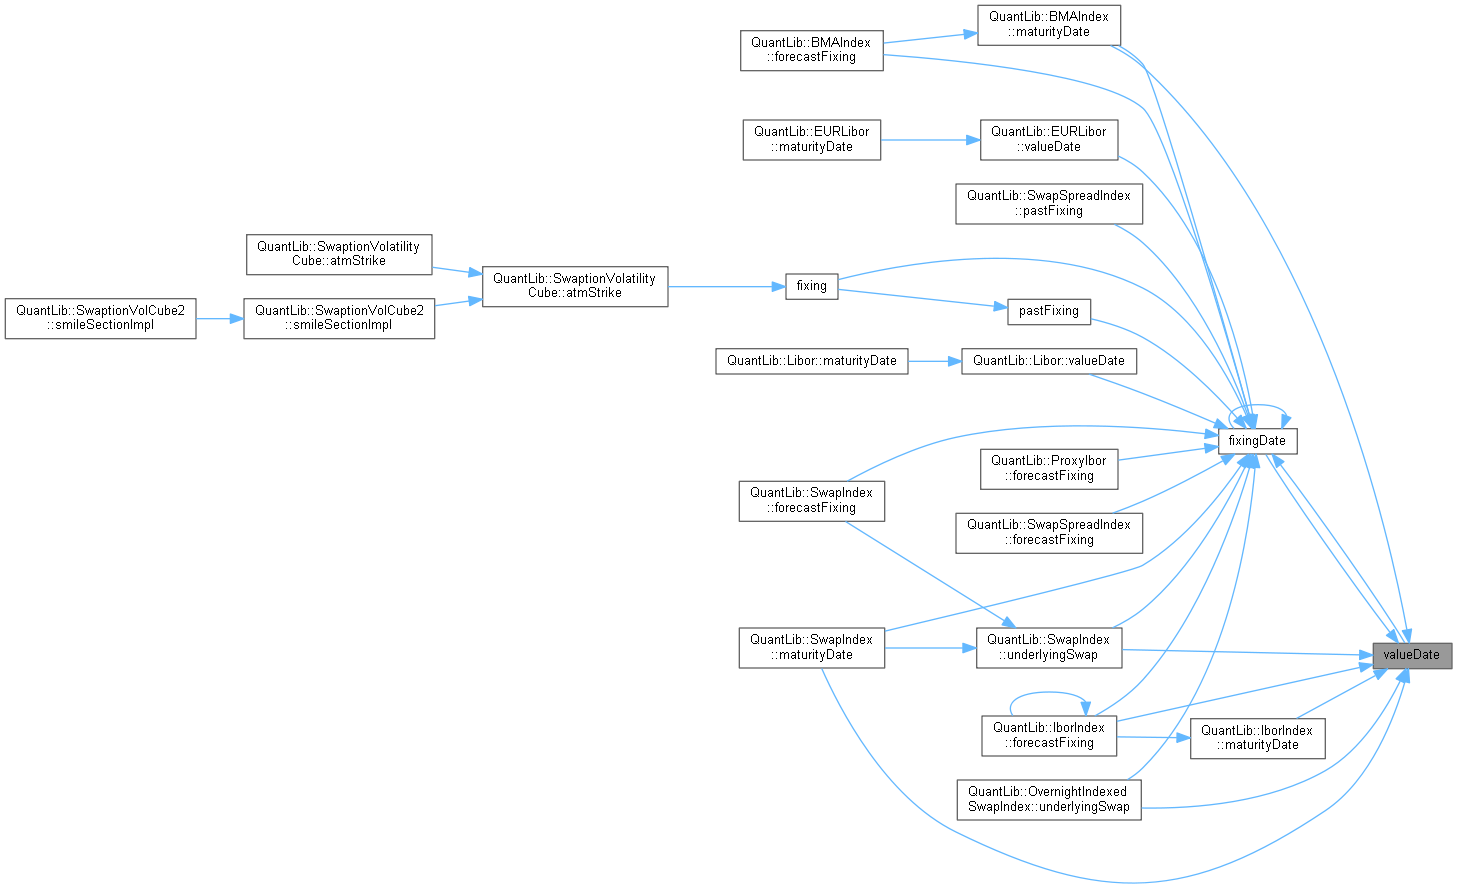 QuantLib::BMAIndex
::maturityDate
QuantLib::BMAIndex
::forecastFixing
QuantLib::EURLibor
::maturityDate
QuantLib::EURLibor
::valueDate
QuantLib::SwapSpreadIndex
::pastFixing
QuantLib::SwaptionVolatility
Cube::atmStrike
QuantLib::SwaptionVolatility
Cube::atmStrike
fixing
QuantLib::SwaptionVolCube2
::smileSectionImpl
QuantLib::SwaptionVolCube2
::smileSectionImpl
pastFixing
QuantLib::Libor::maturityDate
QuantLib::Libor::valueDate
fixingDate
QuantLib::ProxyIbor
::forecastFixing
QuantLib::SwapIndex
::forecastFixing
QuantLib::SwapSpreadIndex
::forecastFixing
QuantLib::SwapIndex
::maturityDate
QuantLib::SwapIndex
::underlyingSwap
valueDate
QuantLib::IborIndex
::forecastFixing
QuantLib::IborIndex
::maturityDate
QuantLib::OvernightIndexed
SwapIndex::underlyingSwap